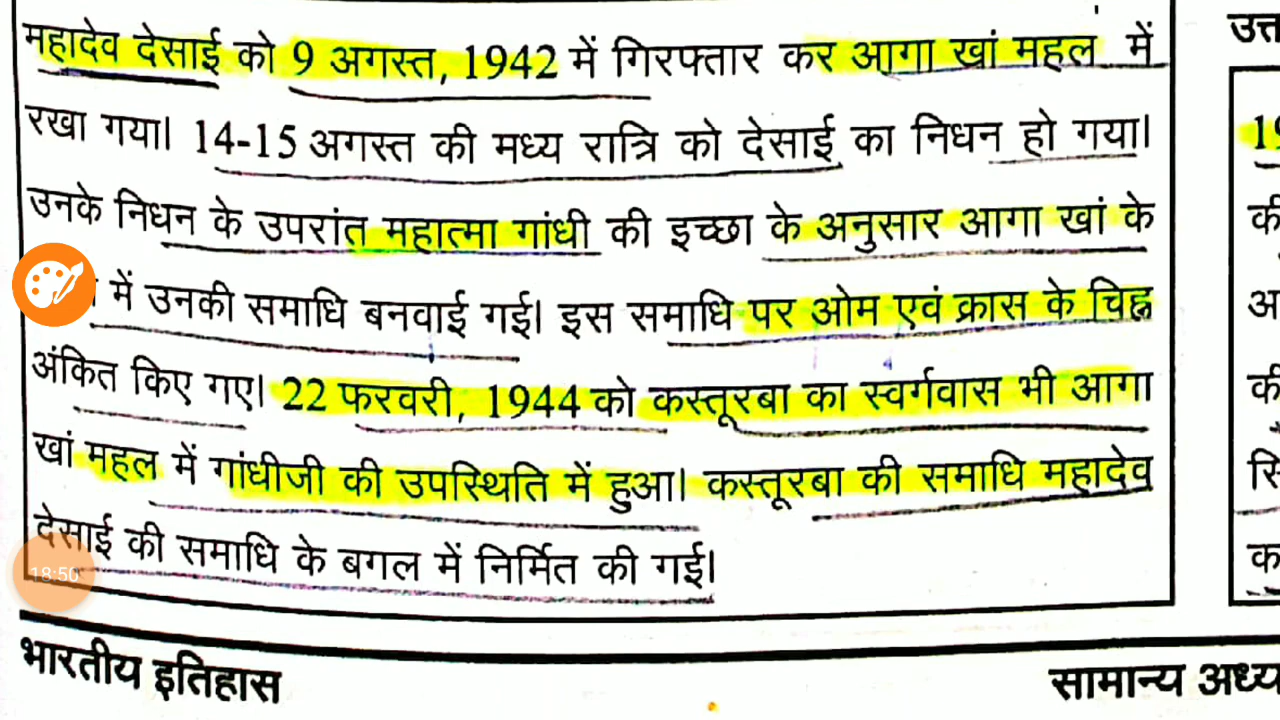 महादेव देसाई को 9 अगस्त, 1942 में गिरफ्तार कर आगा खां महल में
रखा गया। 14-15 अगस्त की मध्य रात्रि को देसाई का निधन हो गया।
उनके निधन के उपरांत महात्मा गांधी की इच्छा के अनुसार आगा खां के
में उनकी समाधि बनवाई गई। इस समाधि पर ओम एवं क्रास के चिह्न
अंकित किए गए। 22 फरवरी, 1944 को कस्तूरबा का स्वर्गवास भी आगा
खां महल में गांधीजी की उपस्थिति में हुआ। कस्तूरबा की समाधि महादेव
देसाई की समाधि के बगल में निर्मित की गई।
18:50
भारतीय इतिहास
सामान्य अध्य
उत्त
19
की
अ
की
सि
क